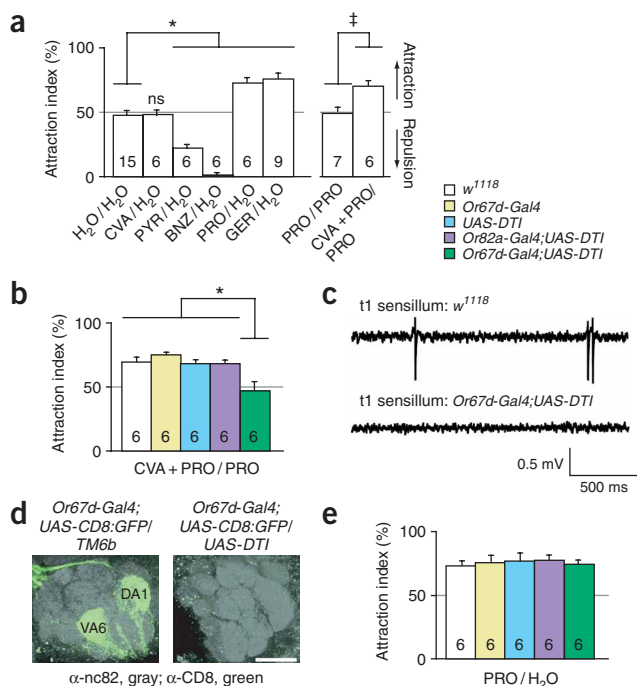 a
* ‡
Attraction index (%)
100
50
0
ns
15 6 6 6 6 9
7 6
H₂O/H₂O
CVA/H₂O
PYR/H₂O
BNZ/H₂O
PRO/H₂O
GER/H₂O
PRO/PRO
CVA + PRO/
PRO
Attraction
Repulsion
w¹¹¹⁸
Or67d-Gal4
UAS-DTI
Or82a-Gal4;UAS-DTI
Or67d-Gal4;UAS-DTI
b
*
Attraction index (%)
100
50
0
6 6 6 6 6
CVA + PRO/PRO
c
t1 sensillum: w¹¹¹⁸
t1 sensillum: Or67d-Gal4;UAS-DTI
0.5 mV
500 ms
d
Or67d-Gal4;
UAS-CD8:GFP/
TM6b
Or67d-Gal4;
UAS-CD8:GFP/
UAS-DTI
DA1
VA6
α-nc82, gray; α-CD8, green
e
Attraction index (%)
100
50
0
6 6 6 6 6
PRO/H₂O